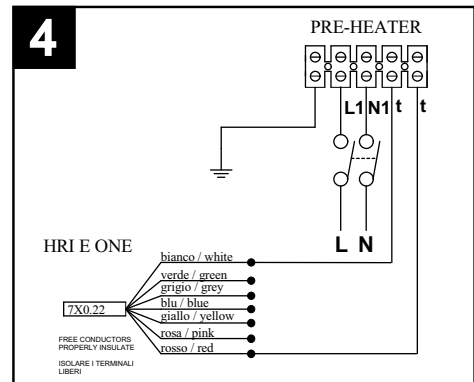 4
PRE-HEATER
L1 N1 t t
L N
HRI E ONE
bianco / white
verde / green
grigio / grey
blu / blue
giallo / yellow
rosa / pink
rosso / red
7X0.22
FREE CONDUCTORS
PROPERLY INSULATE
ISOLARE I TERMINALI
LIBERI